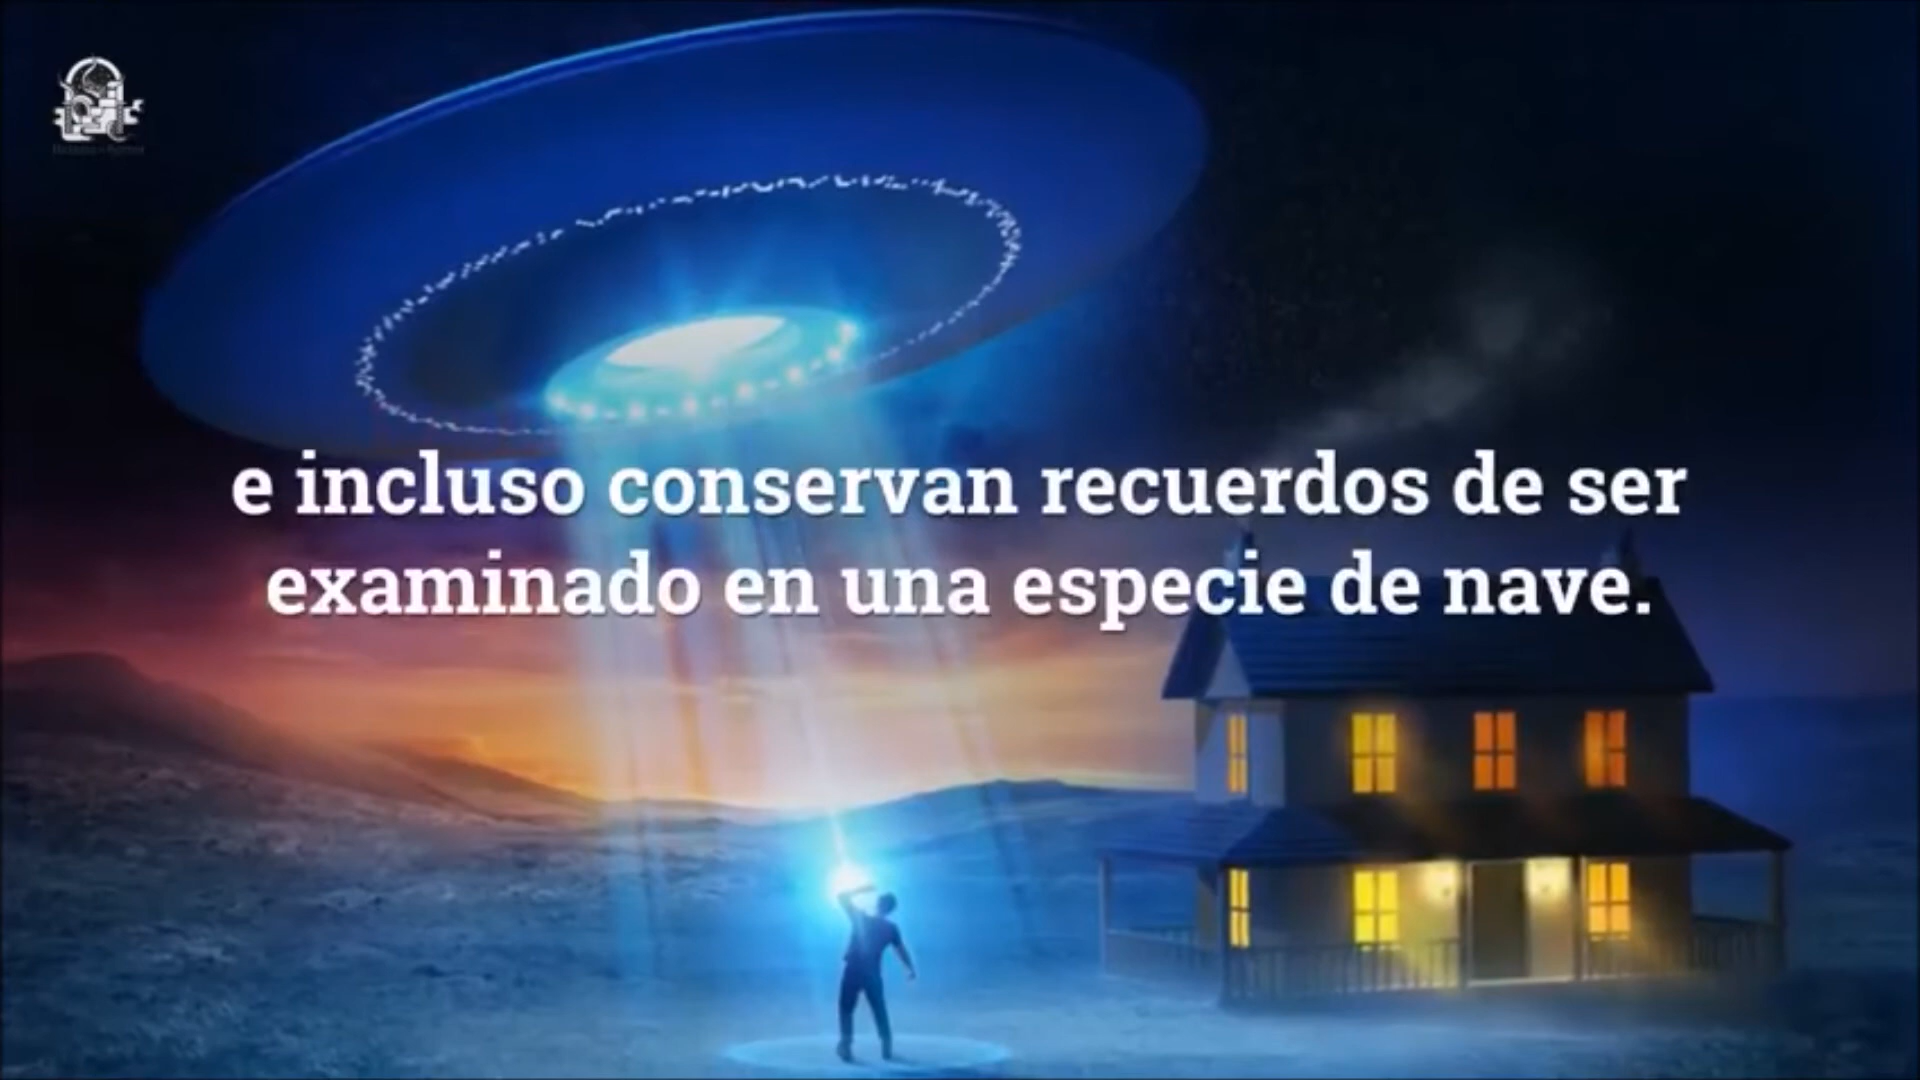 e incluso conservan recuerdos de ser
examinado en una especie de nave.